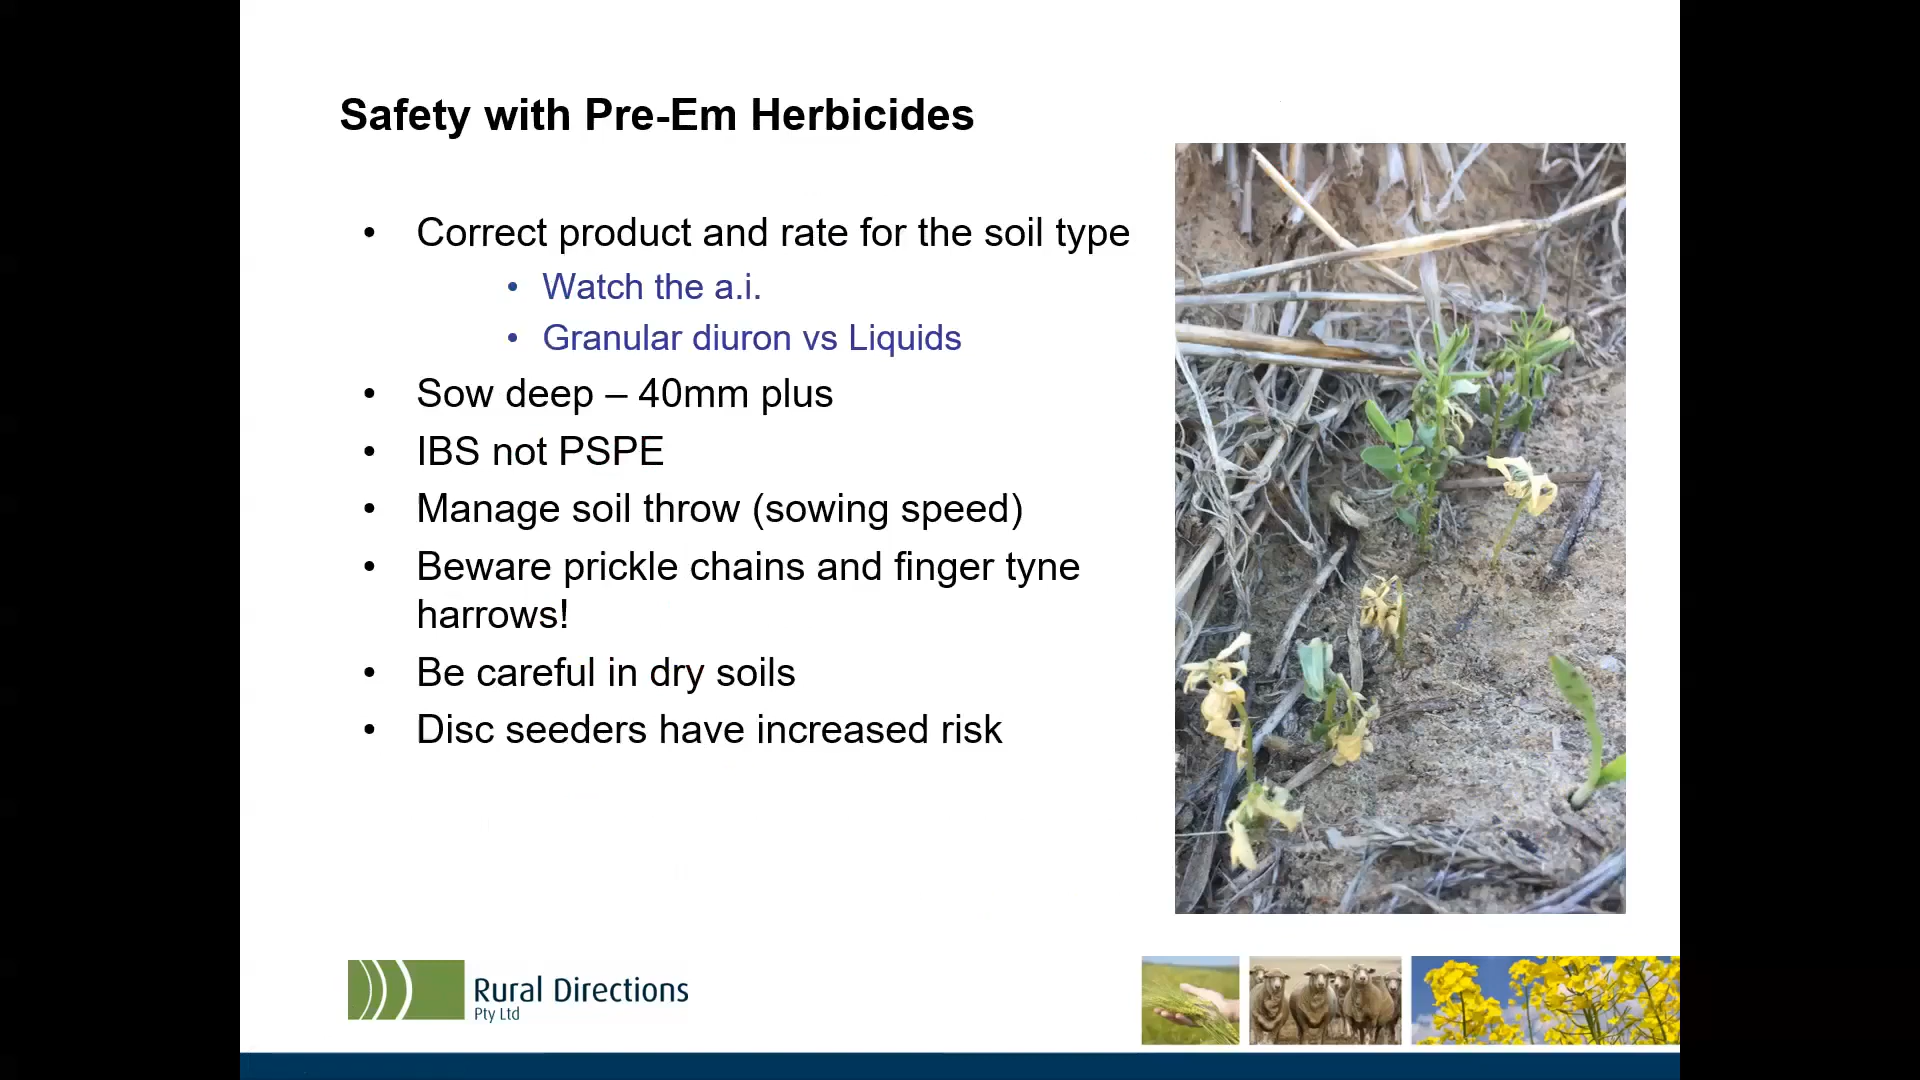 Safety with Pre-Em Herbicides
• Correct product and rate for the soil type
• Watch the a.i.
• Granular diuron vs Liquids
• Sow deep – 40mm plus
• IBS not PSPE
• Manage soil throw (sowing speed)
• Beware prickle chains and finger tyne
harrows!
• Be careful in dry soils
• Disc seeders have increased risk
Rural Directions
Pty Ltd